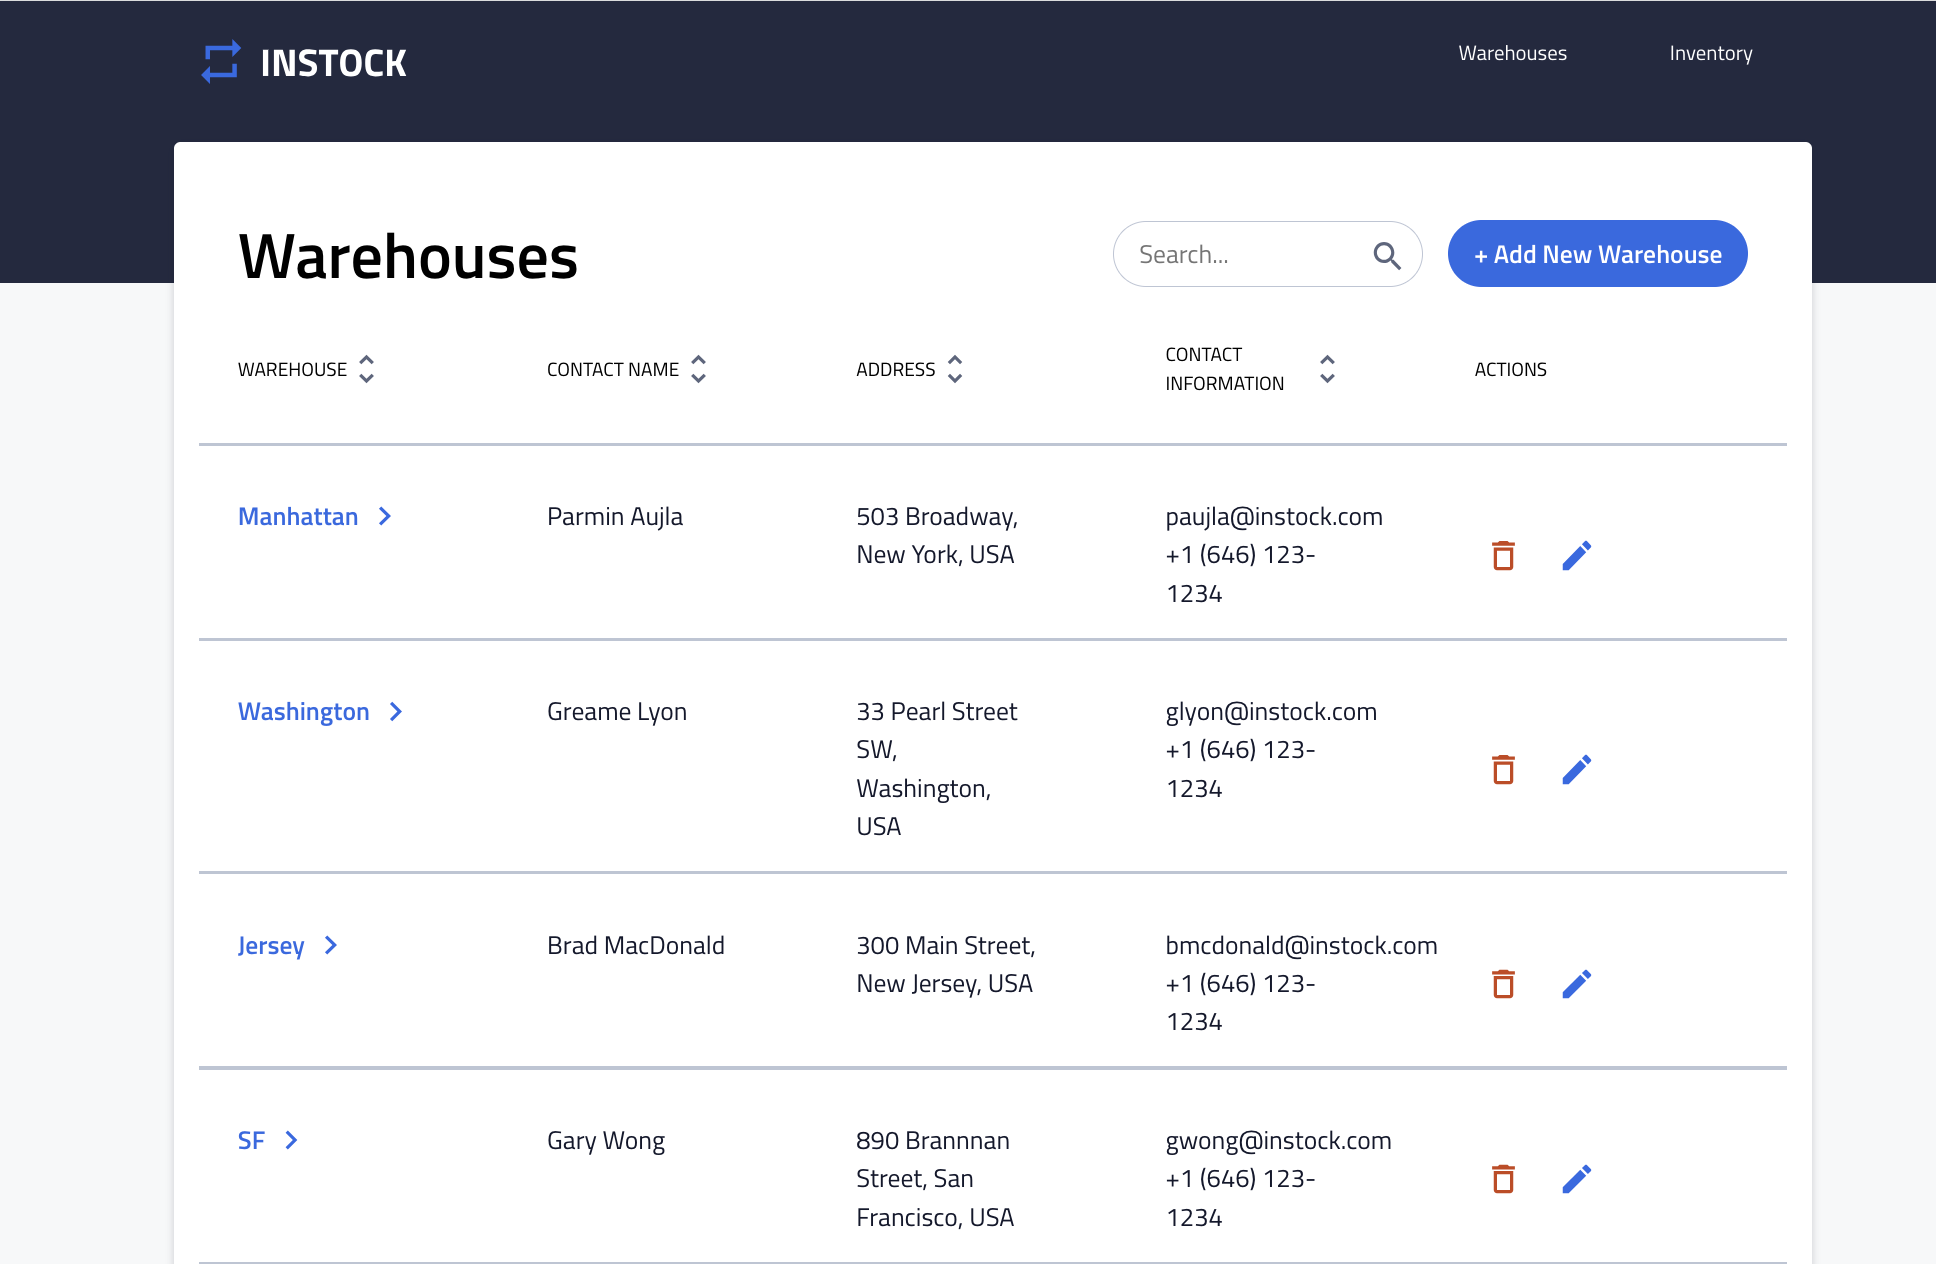 INSTOCK
Warehouses
Inventory
Warehouses
Search...
+ Add New Warehouse
WAREHOUSE
CONTACT NAME
ADDRESS
CONTACT
INFORMATION
ACTIONS
Manhattan
Parmin Aujla
503 Broadway,
New York, USA
paujla@instock.com
+1 (646) 123-
1234
Washington
Greame Lyon
33 Pearl Street
SW,
Washington,
USA
glyon@instock.com
+1 (646) 123-
1234
Jersey
Brad MacDonald
300 Main Street,
New Jersey, USA
bmcdonald@instock.com
+1 (646) 123-
1234
SF
Gary Wong
890 Brannnan
Street, San
Francisco, USA
gwong@instock.com
+1 (646) 123-
1234